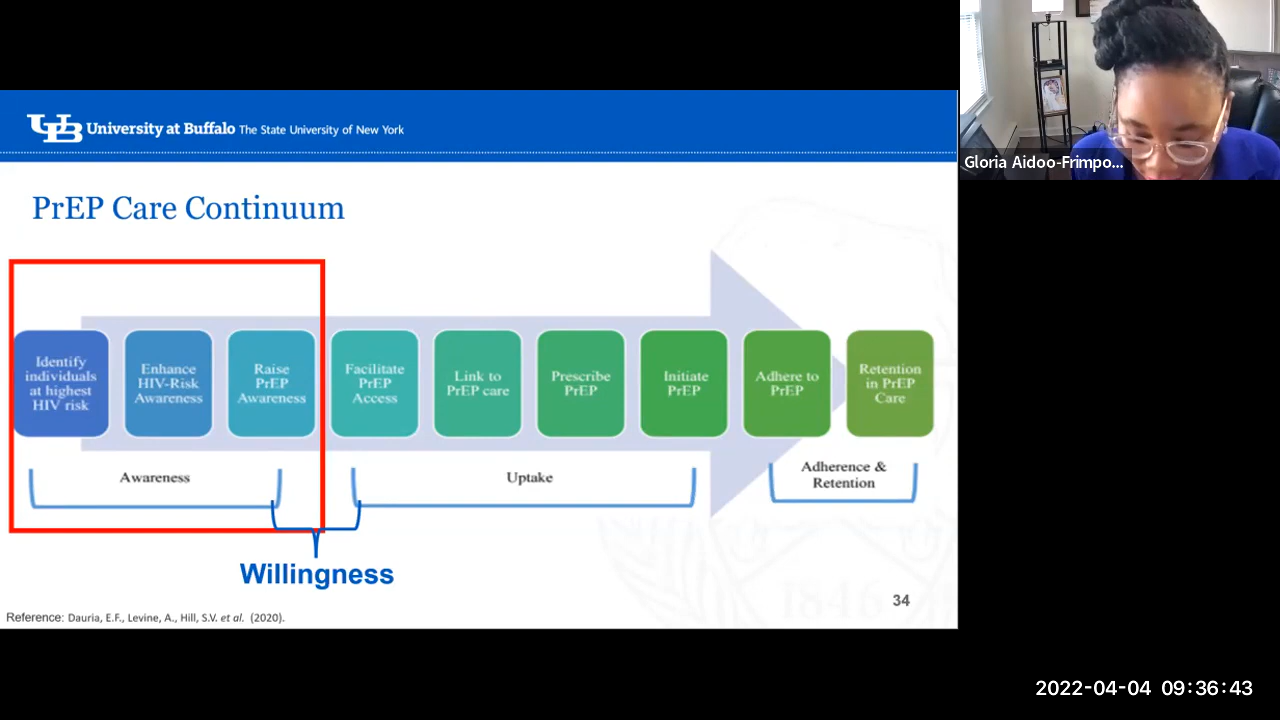 UB University at Buffalo The State University of New York
Gloria Aidoo-Frimpo...
PrEP Care Continuum
Identify
individuals
at highest
HIV risk
Enhance
HIV-Risk
Awareness
Raise
PrEP
Awareness
Facilitate
PrEP
Access
Link to
PrEP care
Prescribe
PrEP
Initiate
PrEP
Adhere to
PrEP
Retention
in PrEP
Care
Awareness
Uptake
Adherence &
Retention
Willingness
1846
34
Reference: Dauria, E.F., Levine, A., Hill, S.V. et al. (2020).
2022-04-04 09:36:43